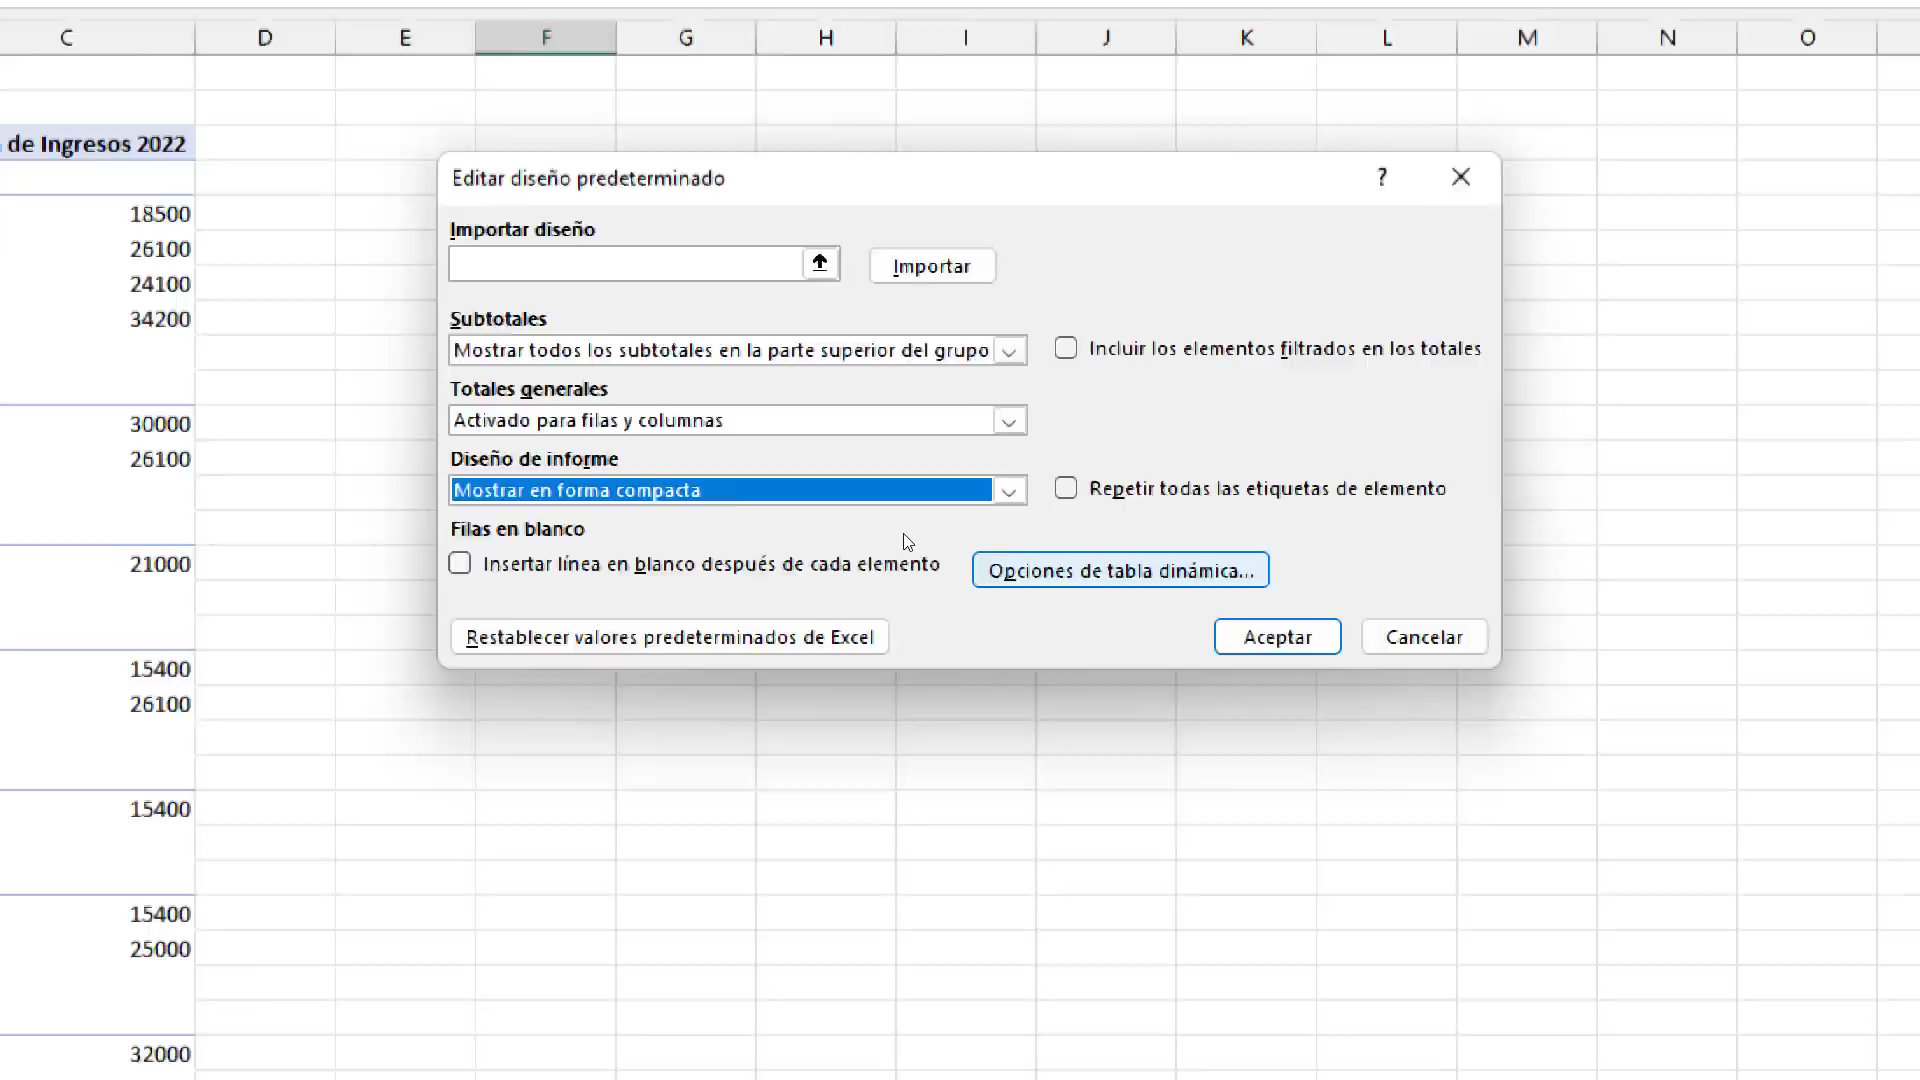 C D E F G H I J K L M N O
de Ingresos 2022
Editar diseño predeterminado ?
Importar diseño
Importar
18500
26100
24100
34200
Subtotales
Mostrar todos los subtotales en la parte superior del grupo
Incluir los elementos filtrados en los totales
Totales generales
Activado para filas y columnas
30000
Diseño de informe
26100
Mostrar en forma compacta
Repetir todas las etiquetas de elemento
Filas en blanco
21000
Insertar línea en blanco después de cada elemento
Opciones de tabla dinámica...
Restablecer valores predeterminados de Excel
Aceptar
Cancelar
15400
26100
15400
15400
25000
32000